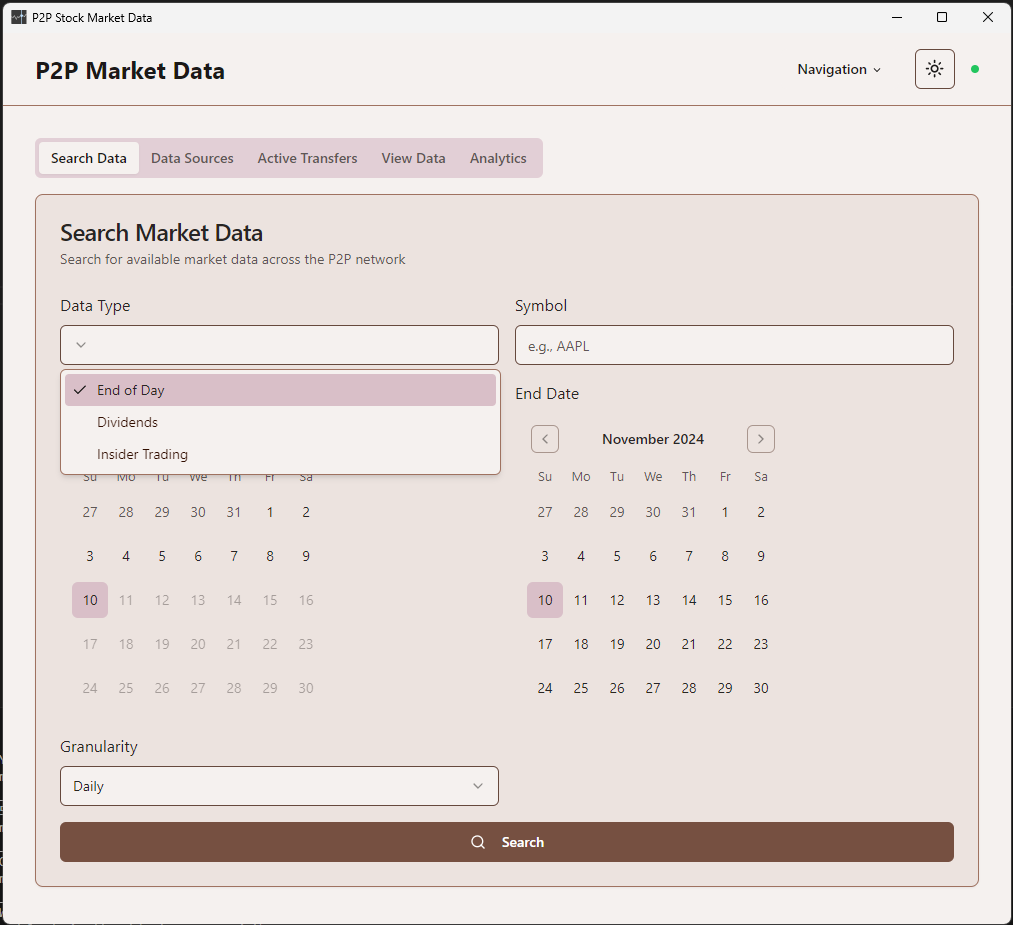 P2P Stock Market Data
P2P Market Data
Navigation
Search Data Data Sources Active Transfers View Data Analytics
Search Market Data
Search for available market data across the P2P network
Data Type
End of Day
Dividends
Insider Trading
Su Mo Tu We Th Fr Sa
27 28 29 30 31 1 2
3 4 5 6 7 8 9
10 11 12 13 14 15 16
17 18 19 20 21 22 23
24 25 26 27 28 29 30
Symbol
e.g., AAPL
End Date
November 2024
Su Mo Tu We Th Fr Sa
27 28 29 30 31 1 2
3 4 5 6 7 8 9
10 11 12 13 14 15 16
17 18 19 20 21 22 23
24 25 26 27 28 29 30
Granularity
Daily
Search